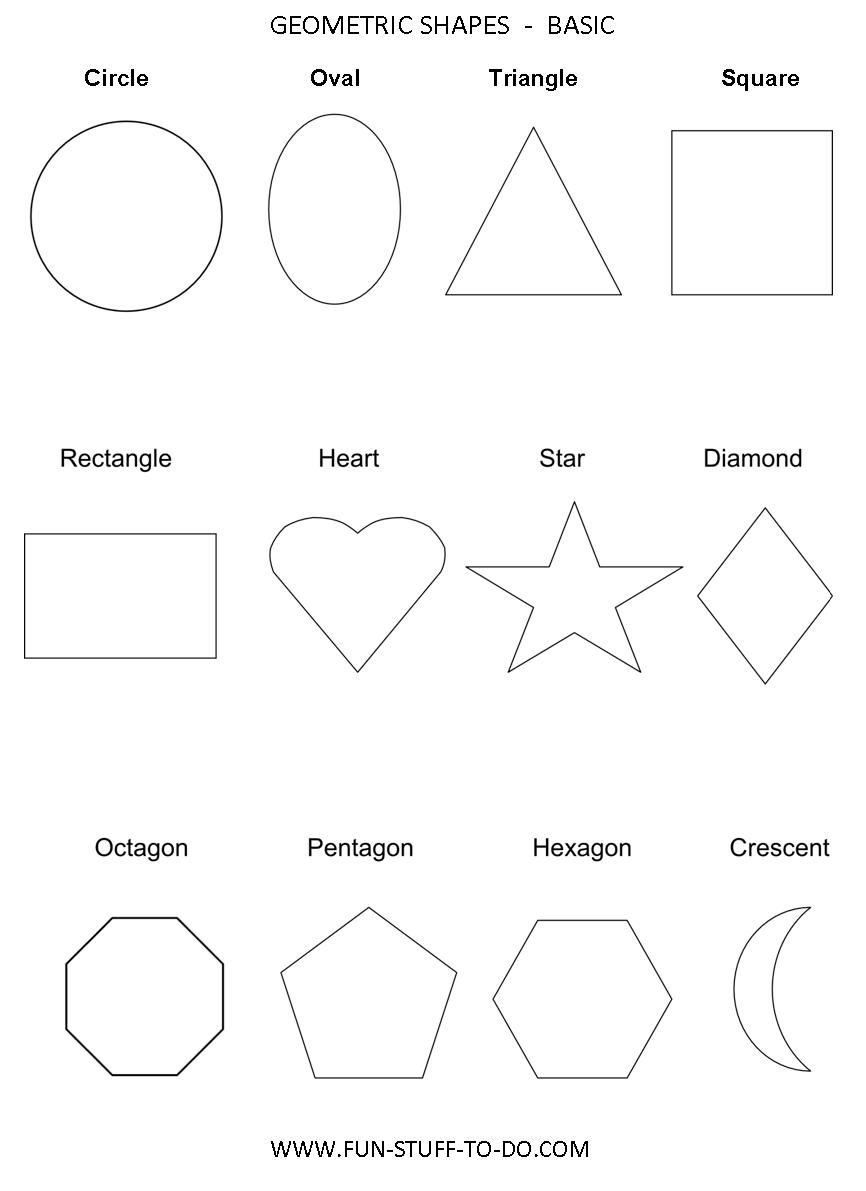 GEOMETRIC SHAPES - BASIC
Circle Oval Triangle Square
Rectangle Heart Star Diamond
Octagon Pentagon Hexagon Crescent
WWW.FUN-STUFF-TO-DO.COM